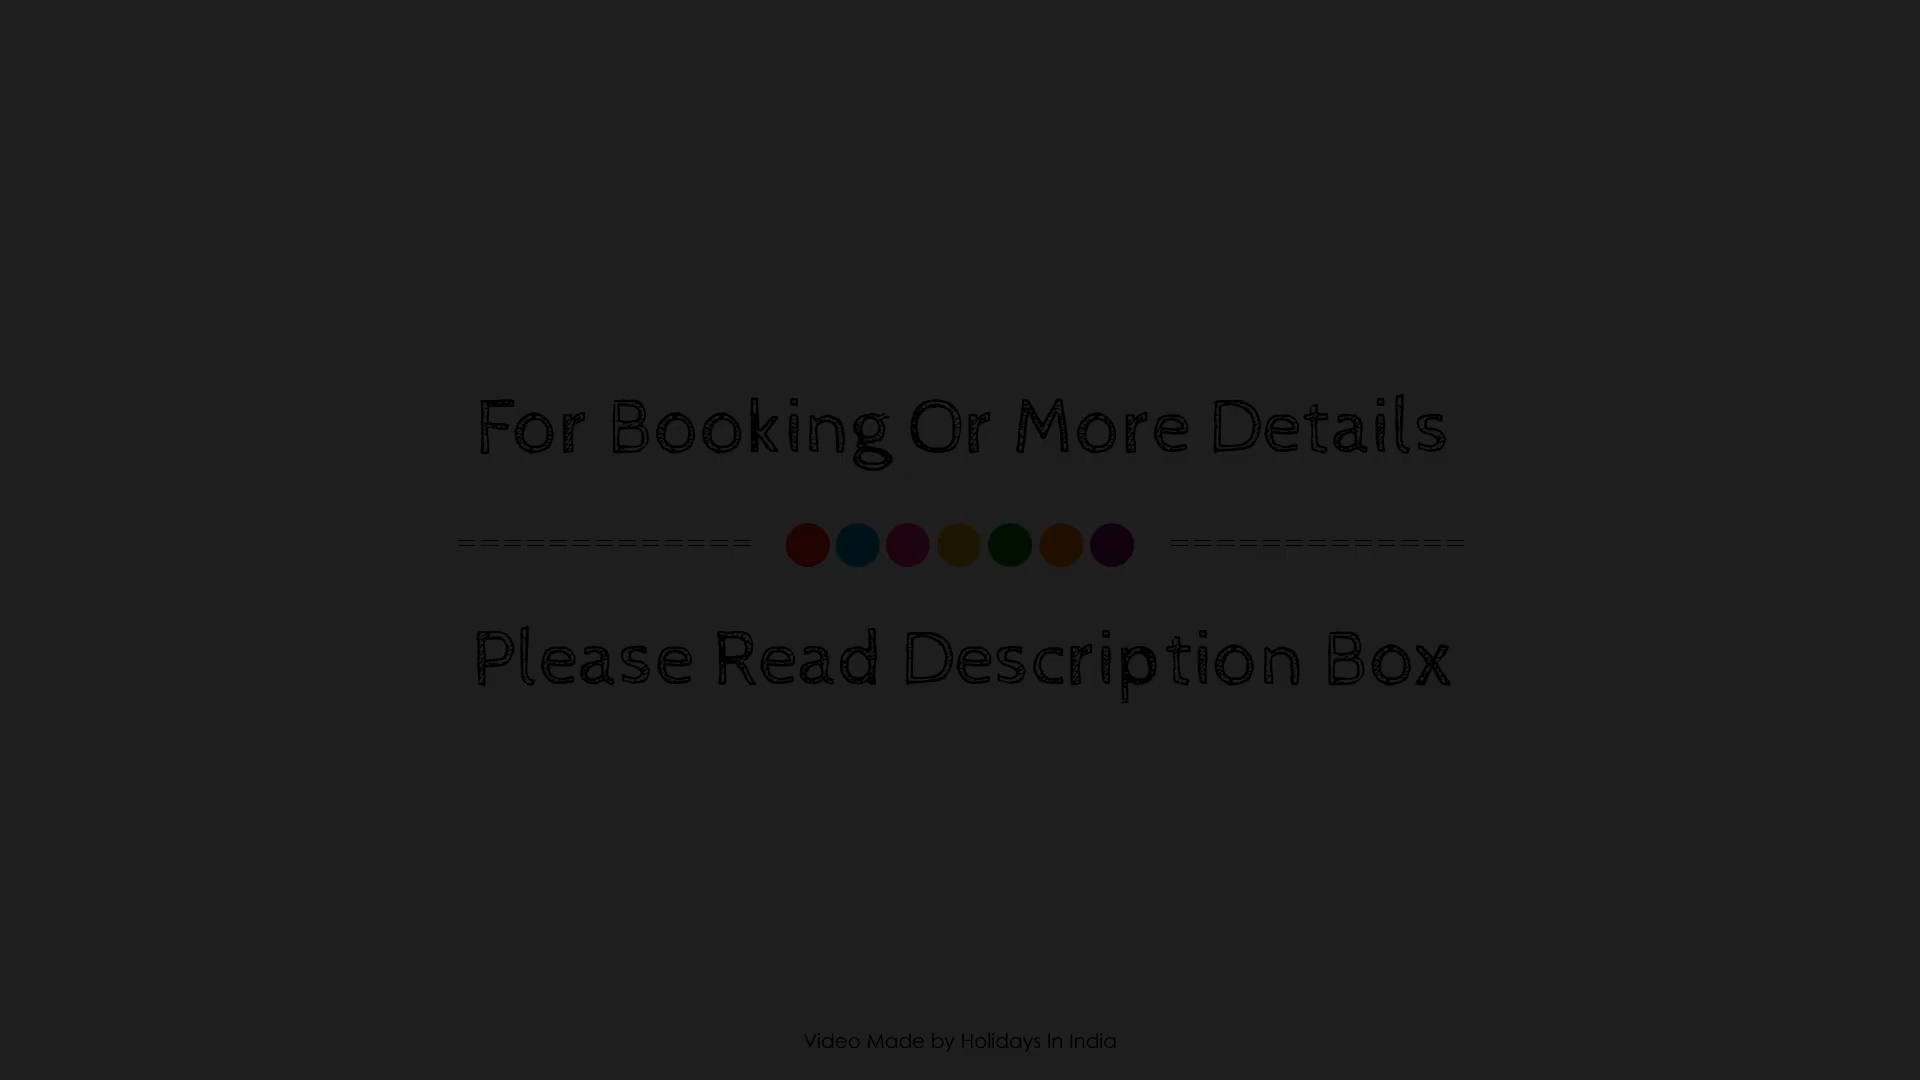 For Booking Or More Details
============= =============
Please Read Description Box
Video Made by Holidays In India